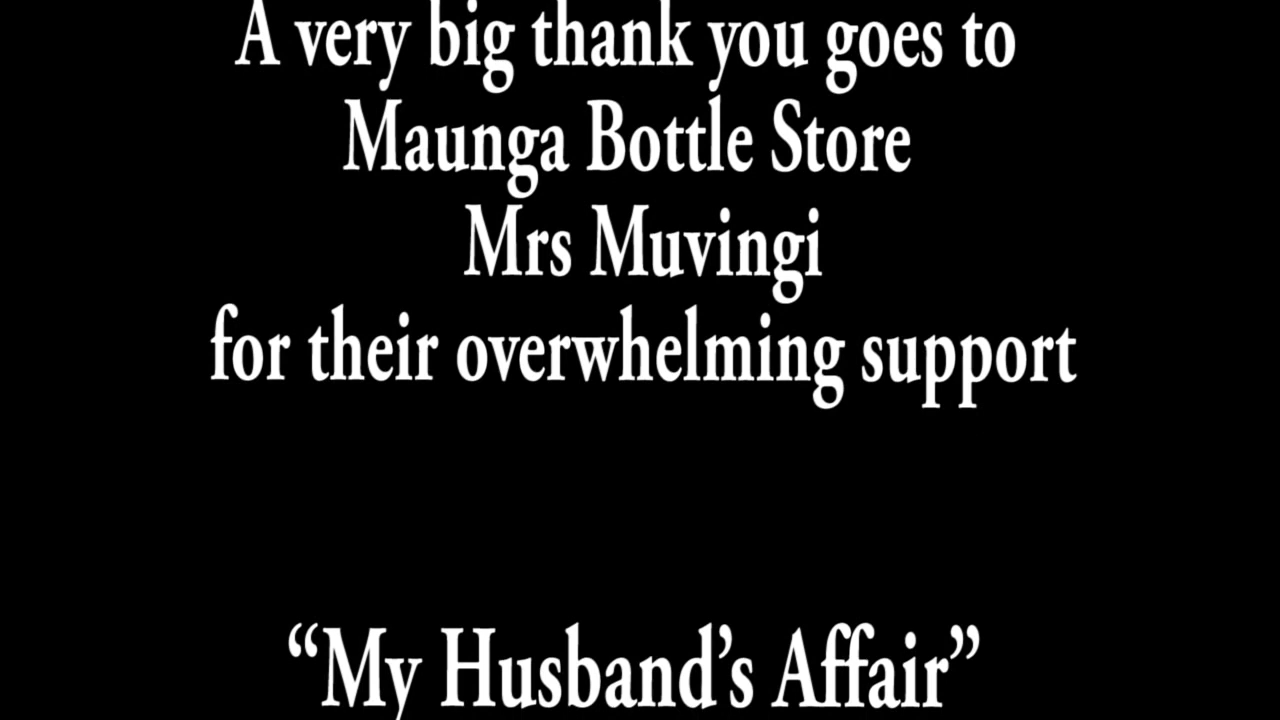 A very big thank you goes to
Maunga Bottle Store
Mrs Muvingi
for their overwhelming support
“My Husband’s Affair”